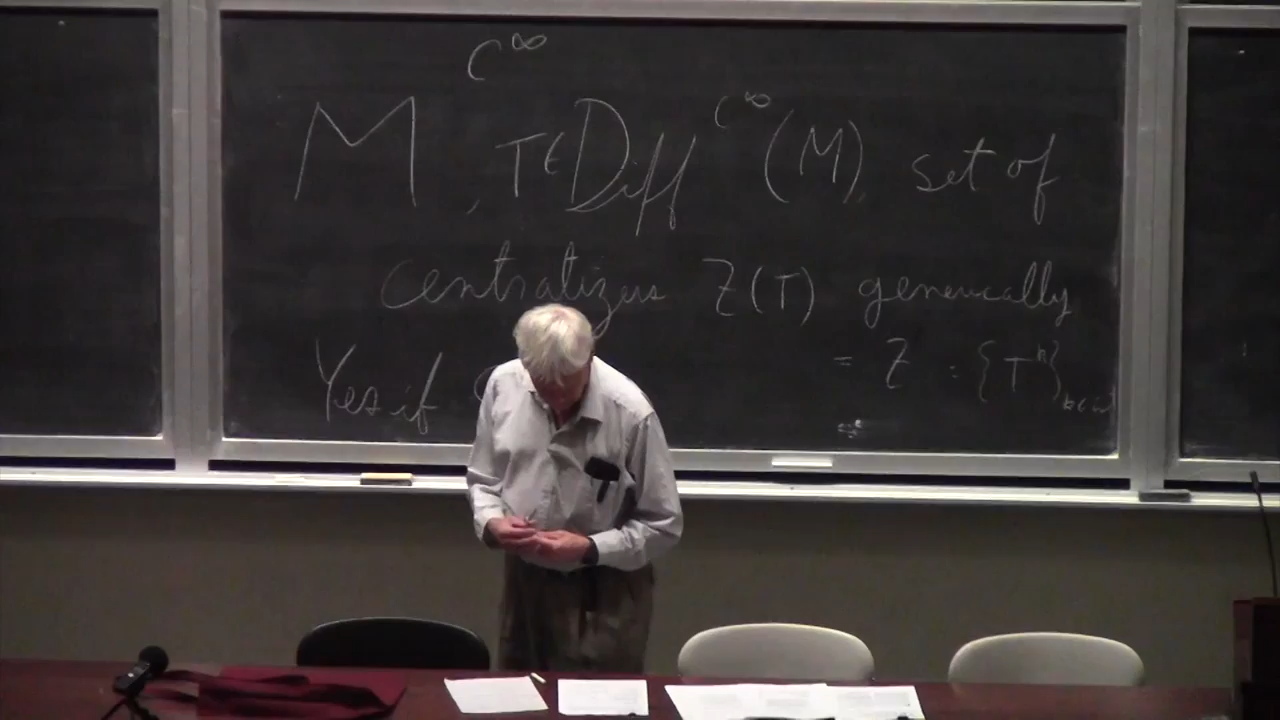 C^∞
M, T ∈ Diff^{C^∞}(M), set of
centralizers Z(T) generically
Yes if = Z = {T^n}